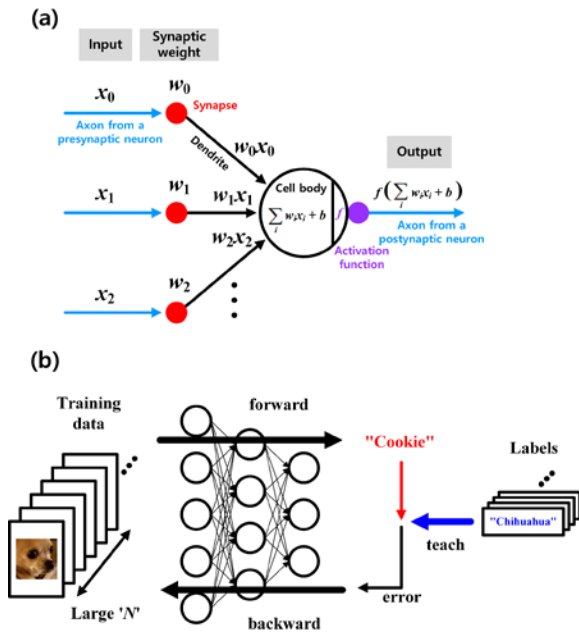 (a)
Input
Synaptic
weight
x₀
w₀
Synapse
Axon from a
presynaptic neuron
Dendrite
w₀x₀
Output
x₁
w₁
w₁x₁
Cell body
∑ᵢ wᵢxᵢ + b
f
f(∑ᵢ wᵢxᵢ + b)
Axon from a
postynaptic neuron
Activation
function
w₂x₂
x₂
w₂
(b)
Training
data
forward
"Cookie"
Labels
"Chihuahua"
teach
error
Large 'N'
backward